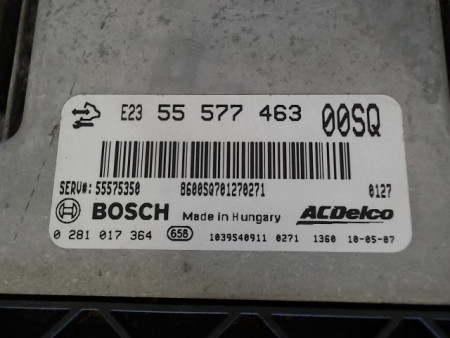 E23 55 577 463 00SQ
SERV#: 55575350 B600SQ701270271 0127
BOSCH Made in Hungary ACDelco
0 281 017 364 658 1039S40911 0271 1360 10-05-07